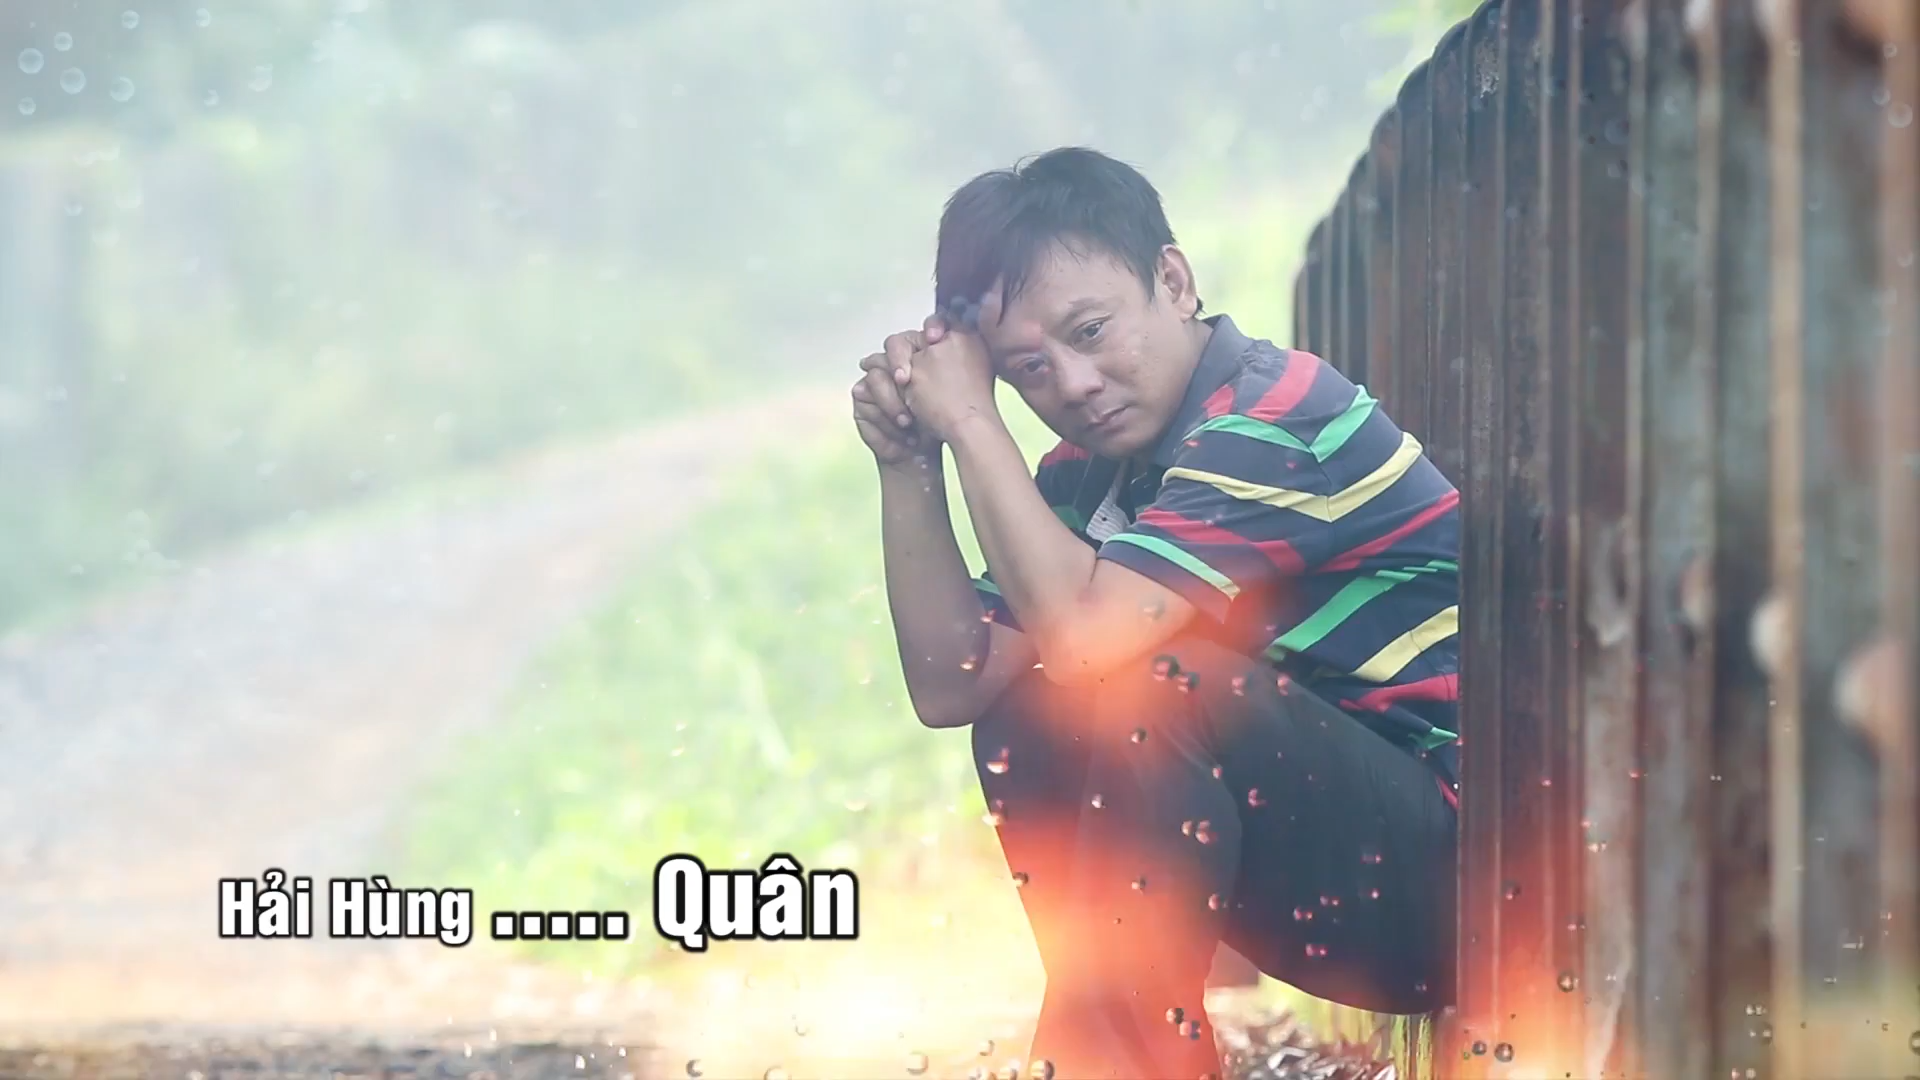 Hải Hùng ..... Quân